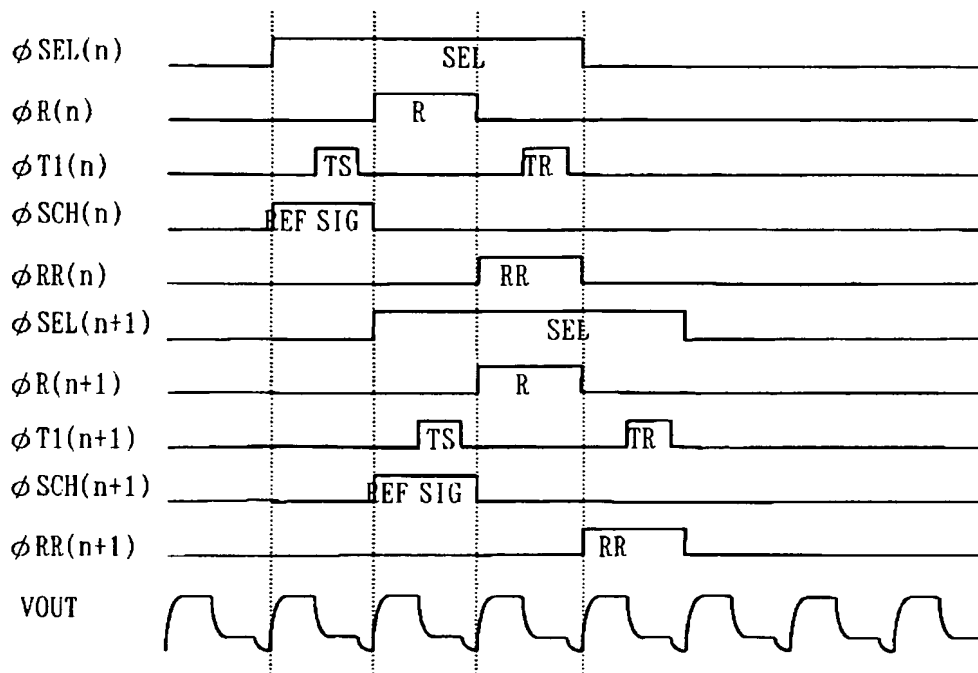 φSEL(n) SEL
φR(n) R
φT1(n) TS TR
φSCH(n) REF SIG
φRR(n) RR
φSEL(n+1) SEL
φR(n+1) R
φT1(n+1) TS TR
φSCH(n+1) REF SIG
φRR(n+1) RR
VOUT